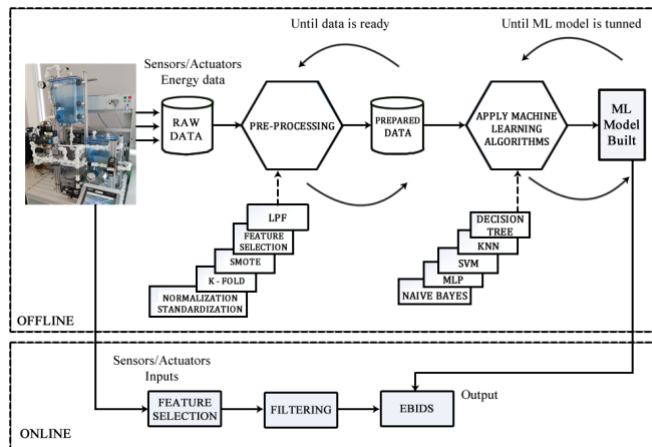 Until data is ready
Until ML model is tunned
Sensors/Actuators
Energy data
RAW
DATA
PRE-PROCESSING
PREPARED
DATA
APPLY MACHINE
LEARNING
ALGORITHMS
ML
Model
Built
LPF
FEATURE
SELECTION
SMOTE
K - FOLD
NORMALIZATION
STANDARDIZATION
DECISION
TREE
KNN
SVM
MLP
NAIVE BAYES
OFFLINE
Sensors/Actuators
Inputs
FEATURE
SELECTION
FILTERING
EBIDS
Output
ONLINE